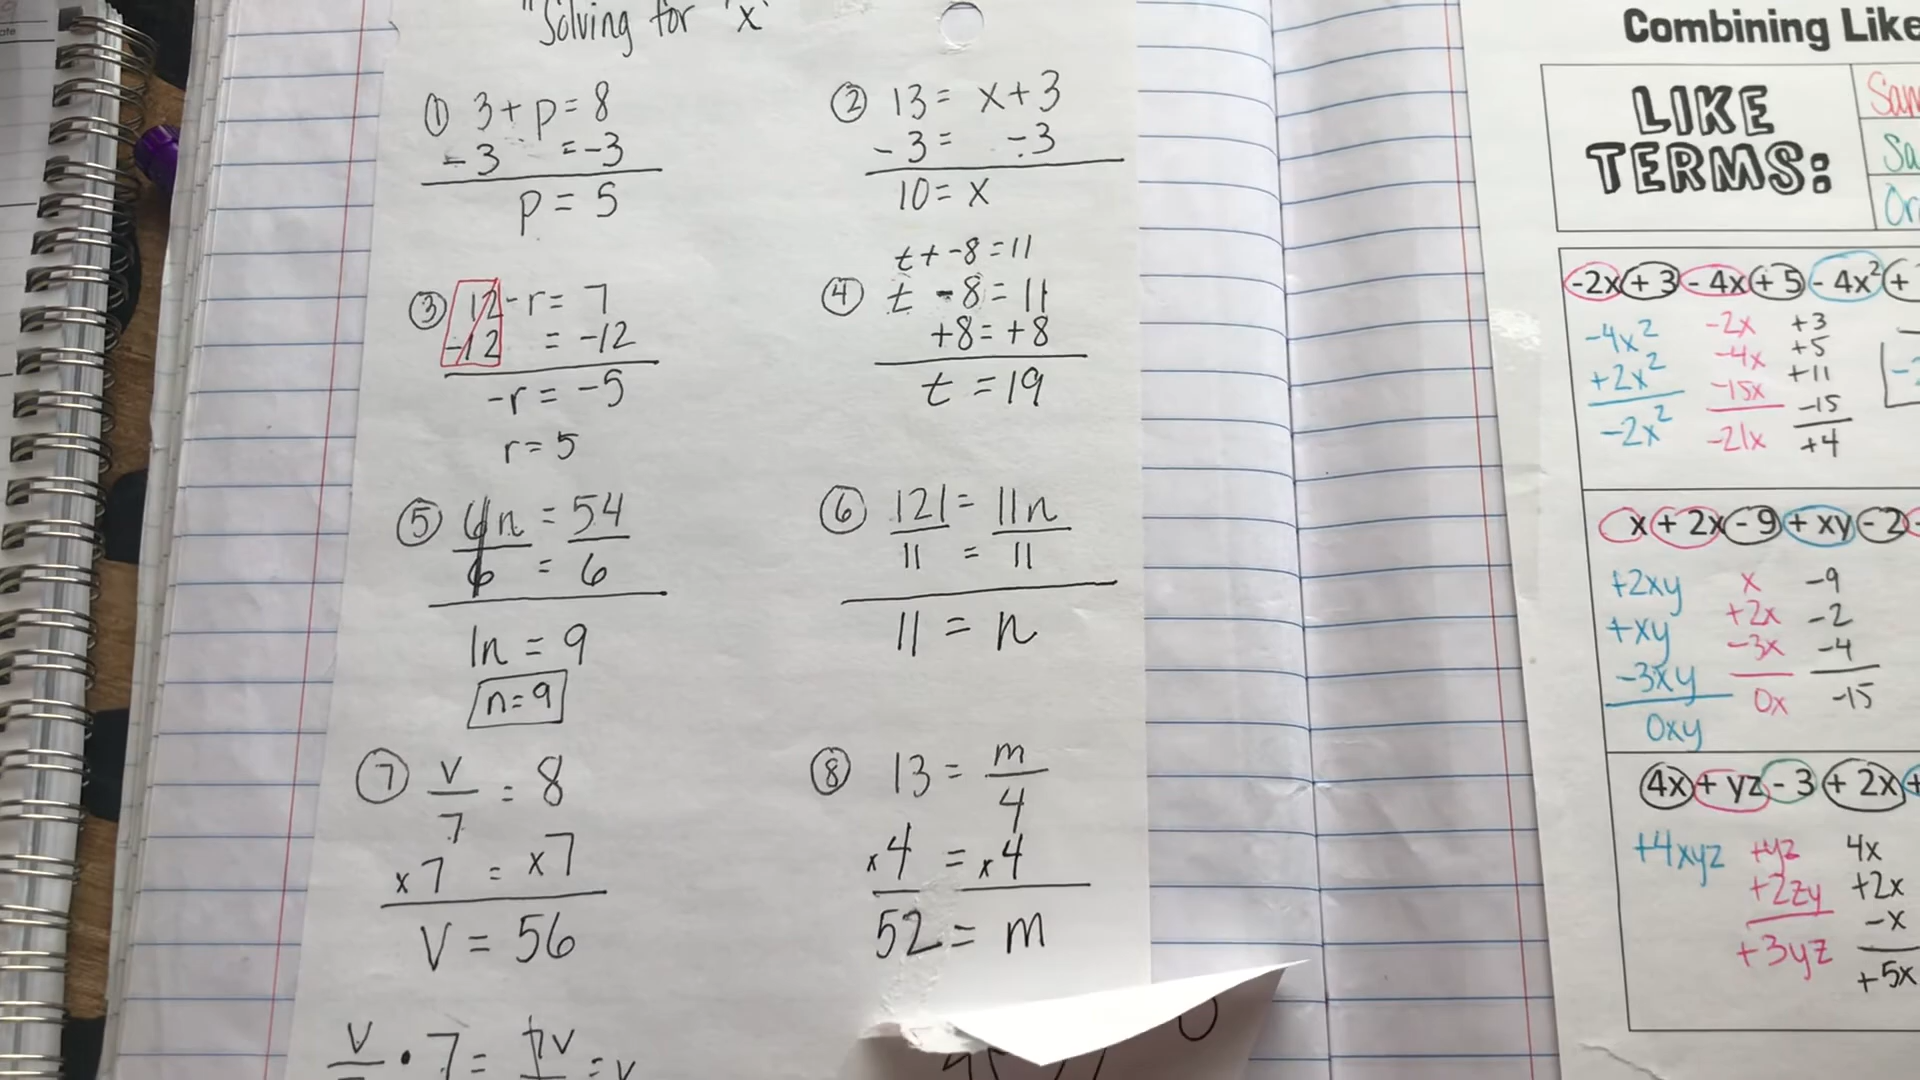 "Solving for 'x'
① 3 + p = 8
- 3 = -3
p = 5
② 13 = x + 3
- 3 = - 3
10 = x
③ 12 - r = 7
-12 = -12
-r = -5
r = 5
t + -8 = 11
④ t - 8 = 11
+8 = +8
t = 19
⑤ 6n = 54
6 = 6
1n = 9
n = 9
⑥ 121 = 11n
11 = 11
11 = n
⑦ v/7 = 8
x7 = x7
V = 56
⑧ 13 = m/4
x4 = x4
52 = m
v
• 7 = 7v = v
Combining Like
LIKE
TERMS:
-2x + 3 - 4x + 5 - 4x² +
-4x²
+2x²
-2x²
-2x
-4x
-15x
-21x
+3
+5
+11
-15
+4
x + 2x - 9 + xy - 2
+2xy
+xy
-3xy
0xy
x
+2x
-3x
0x
-9
-2
-4
-15
4x + yz - 3 + 2x +
+4xyz
+yz
+2zy
+3yz
4x
+2x
-x
+5x